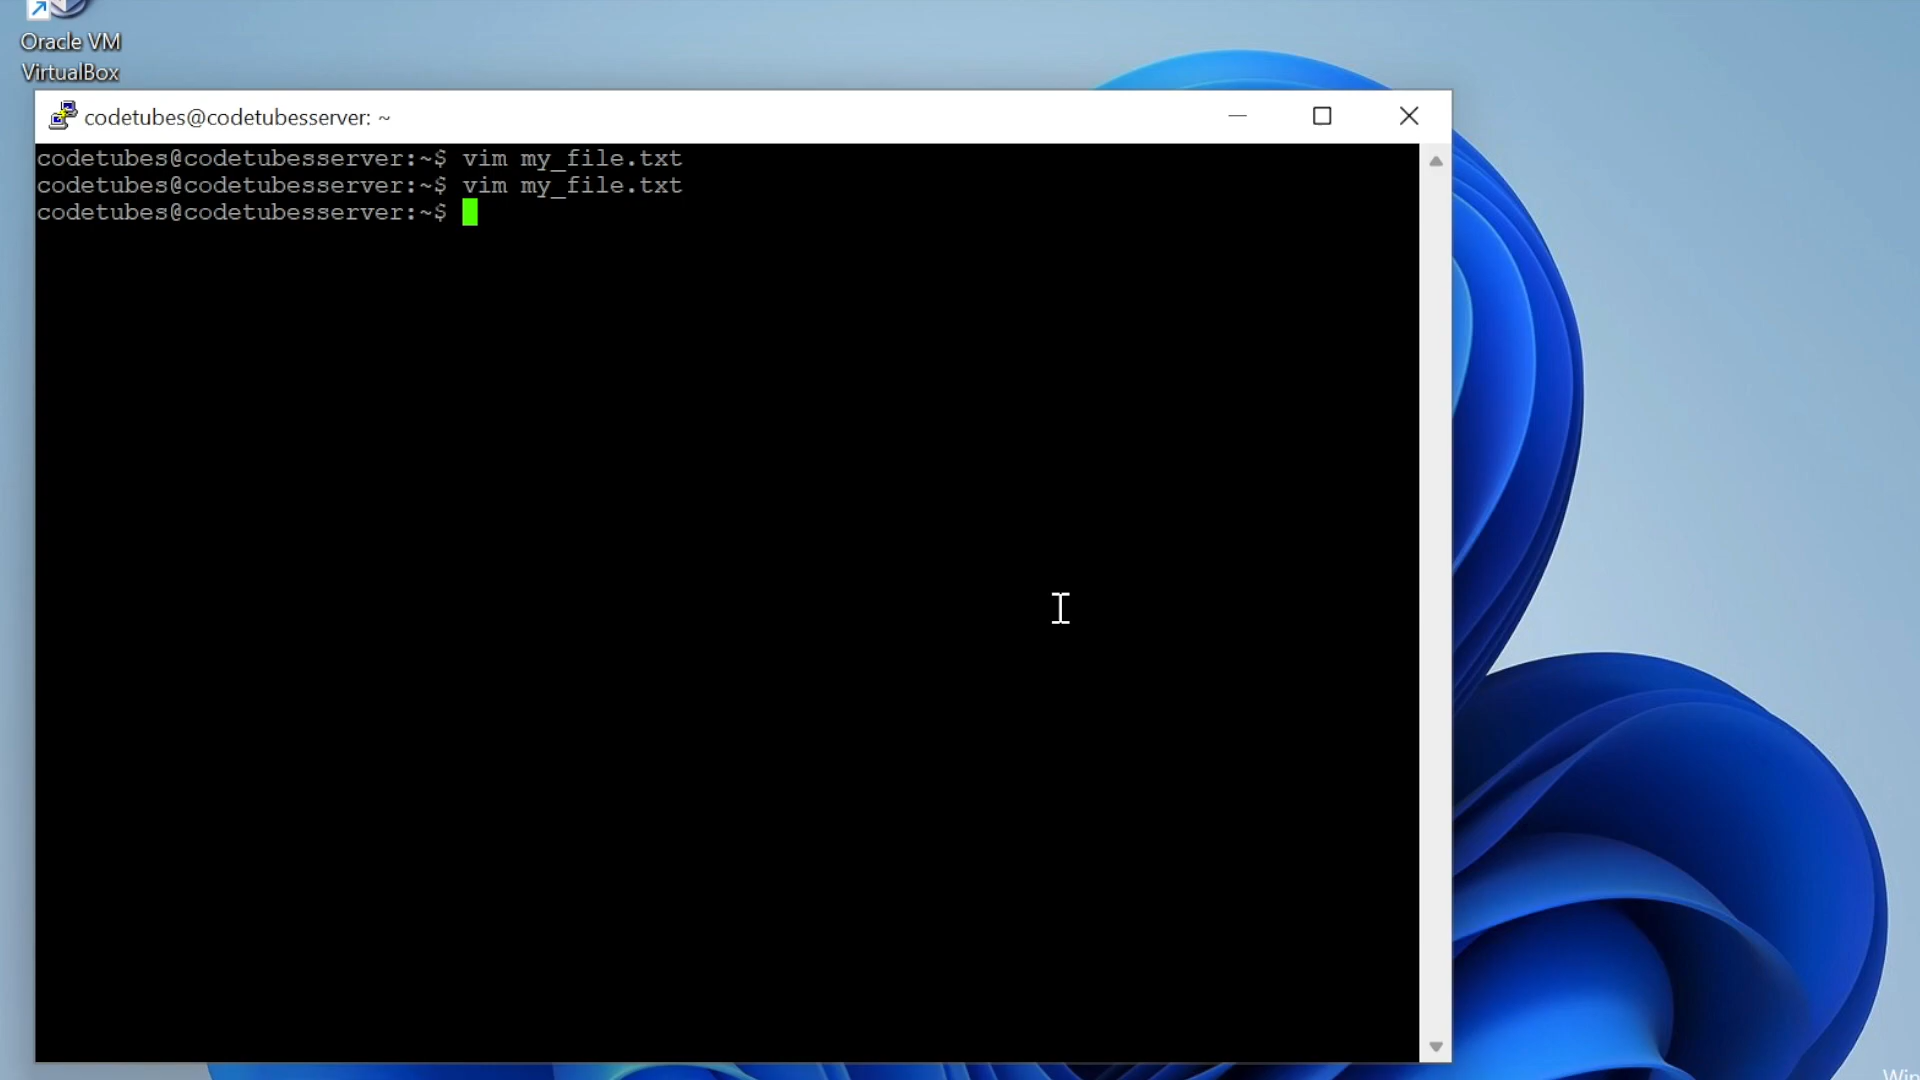 Oracle VM
VirtualBox
codetubes@codetubesserver: ~
codetubes@codetubesserver:~$ vim my_file.txt
codetubes@codetubesserver:~$ vim my_file.txt
codetubes@codetubesserver:~$